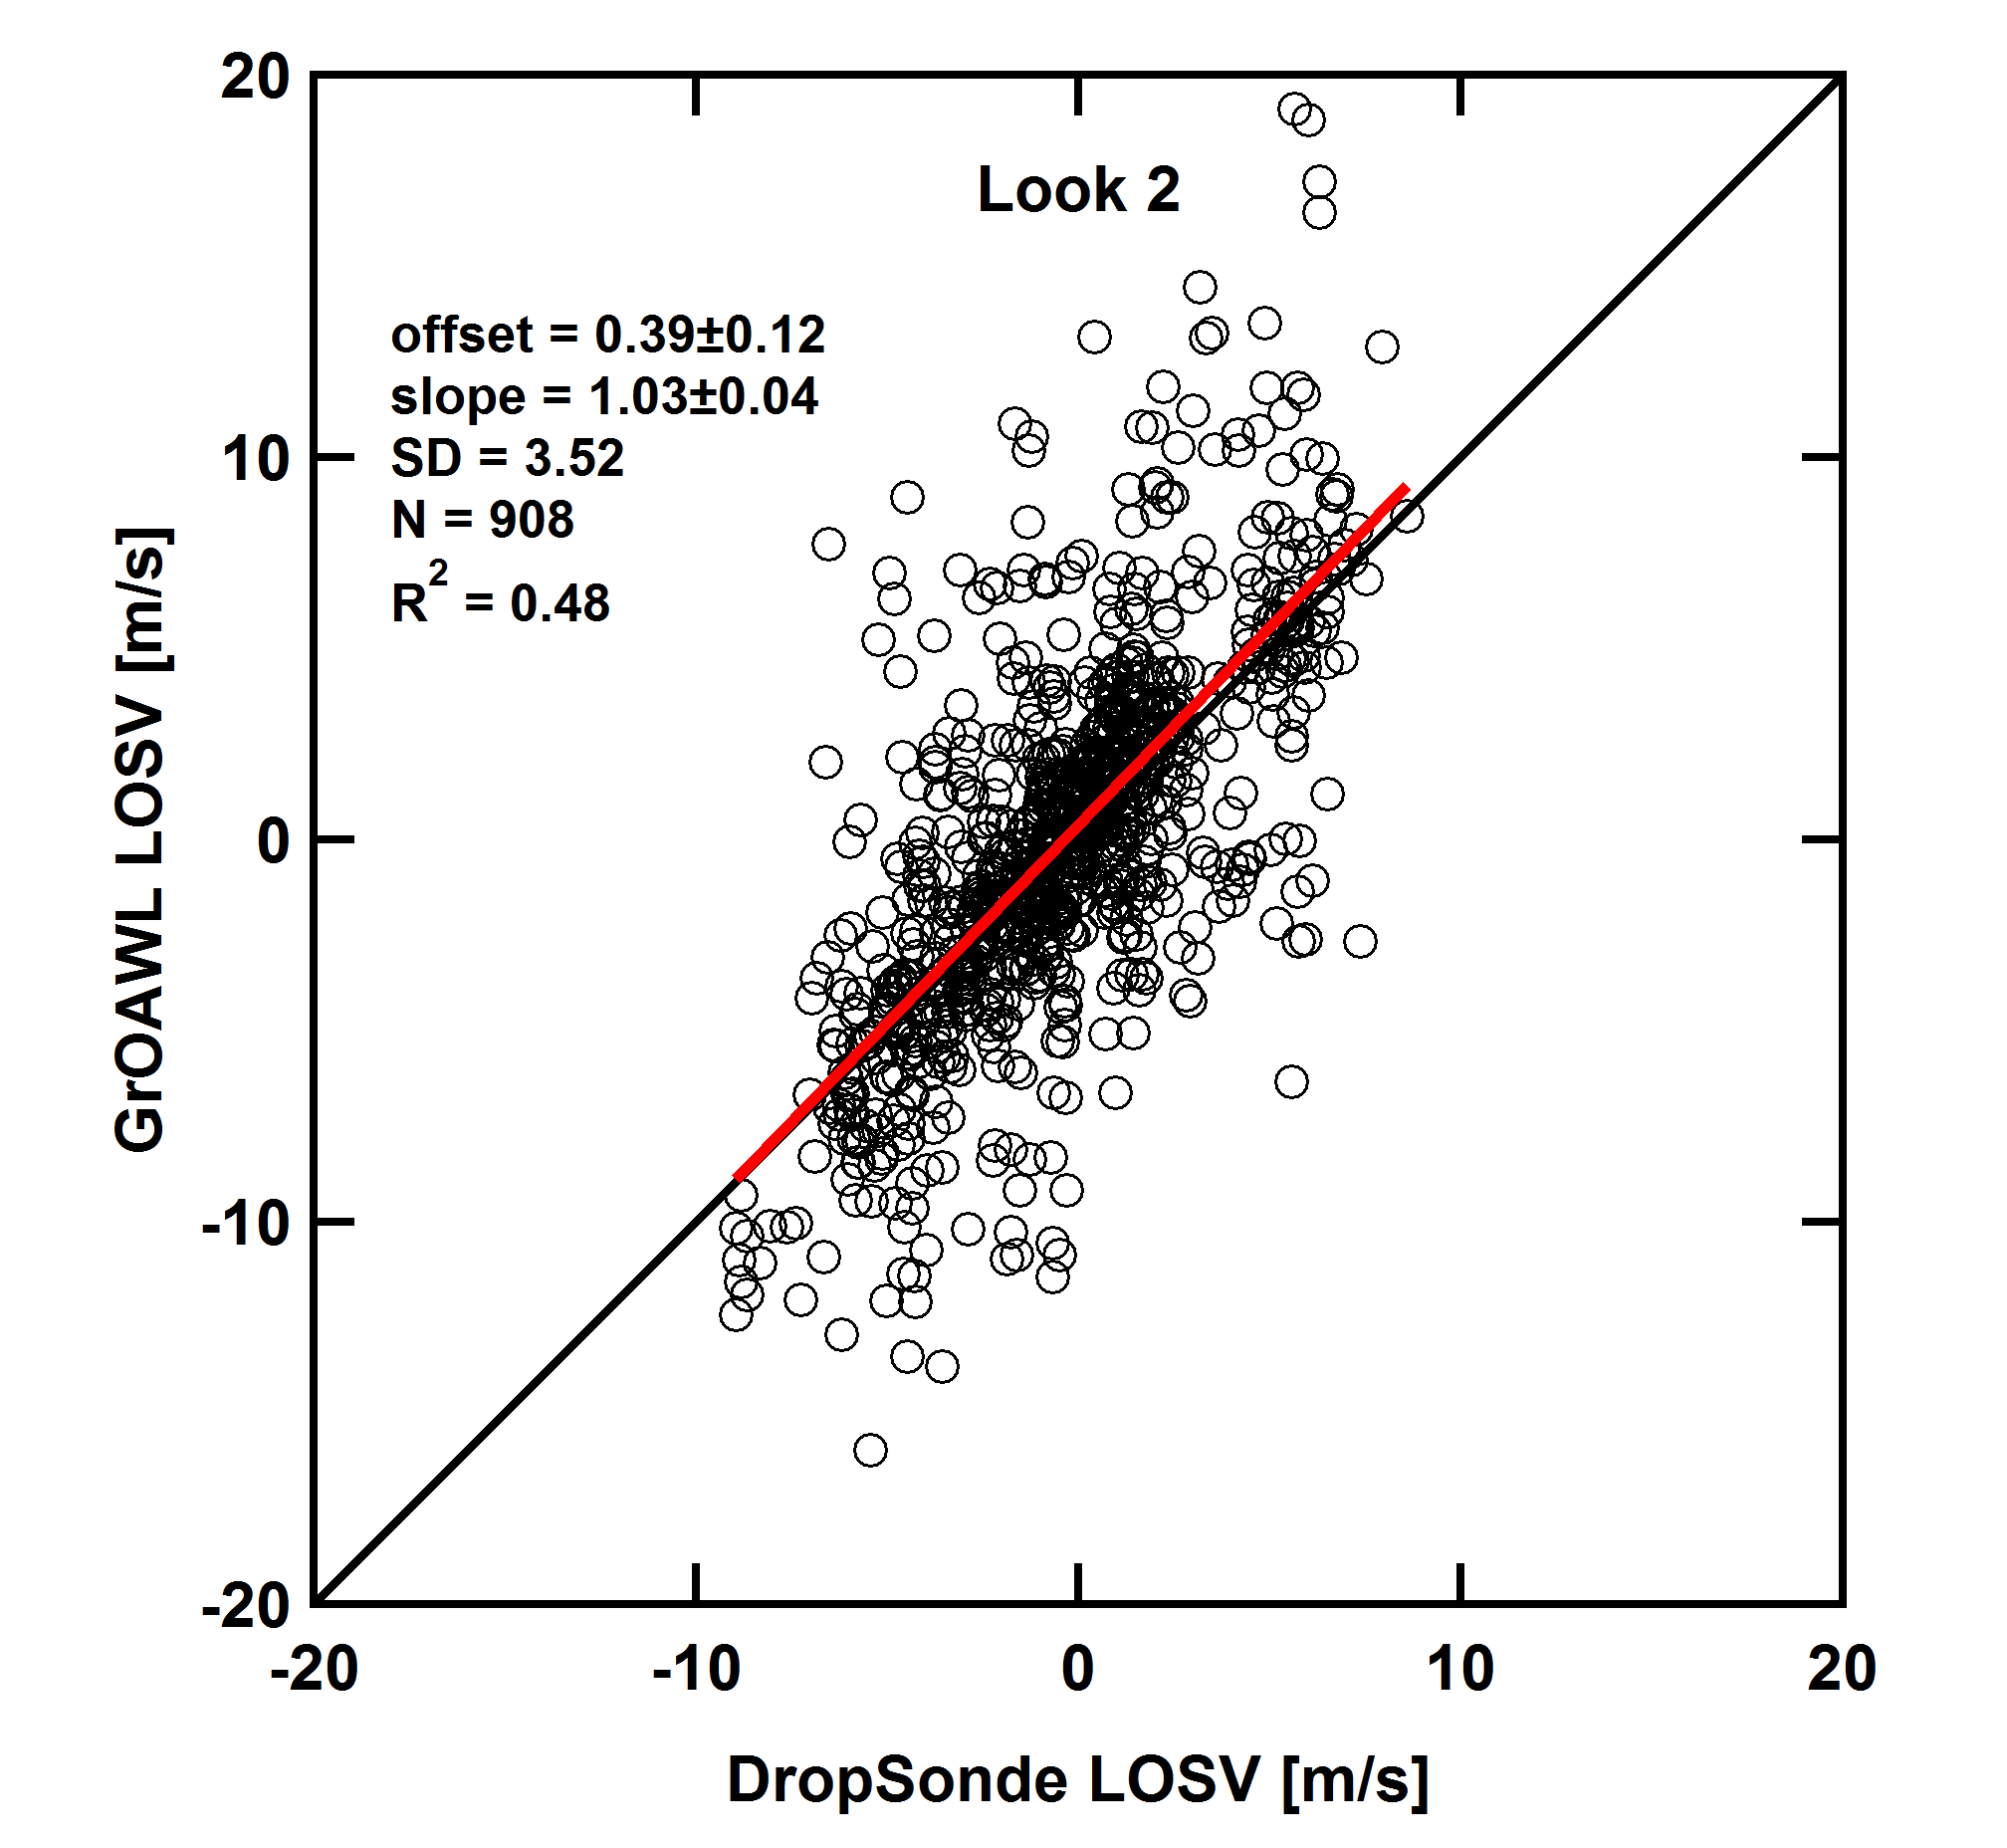 Look 2
offset = 0.39±0.12
slope = 1.03±0.04
SD = 3.52
N = 908
R² = 0.48
GrOAWL LOSV [m/s]
20
10
0
-10
-20
-20 -10 0 10 20
DropSonde LOSV [m/s]